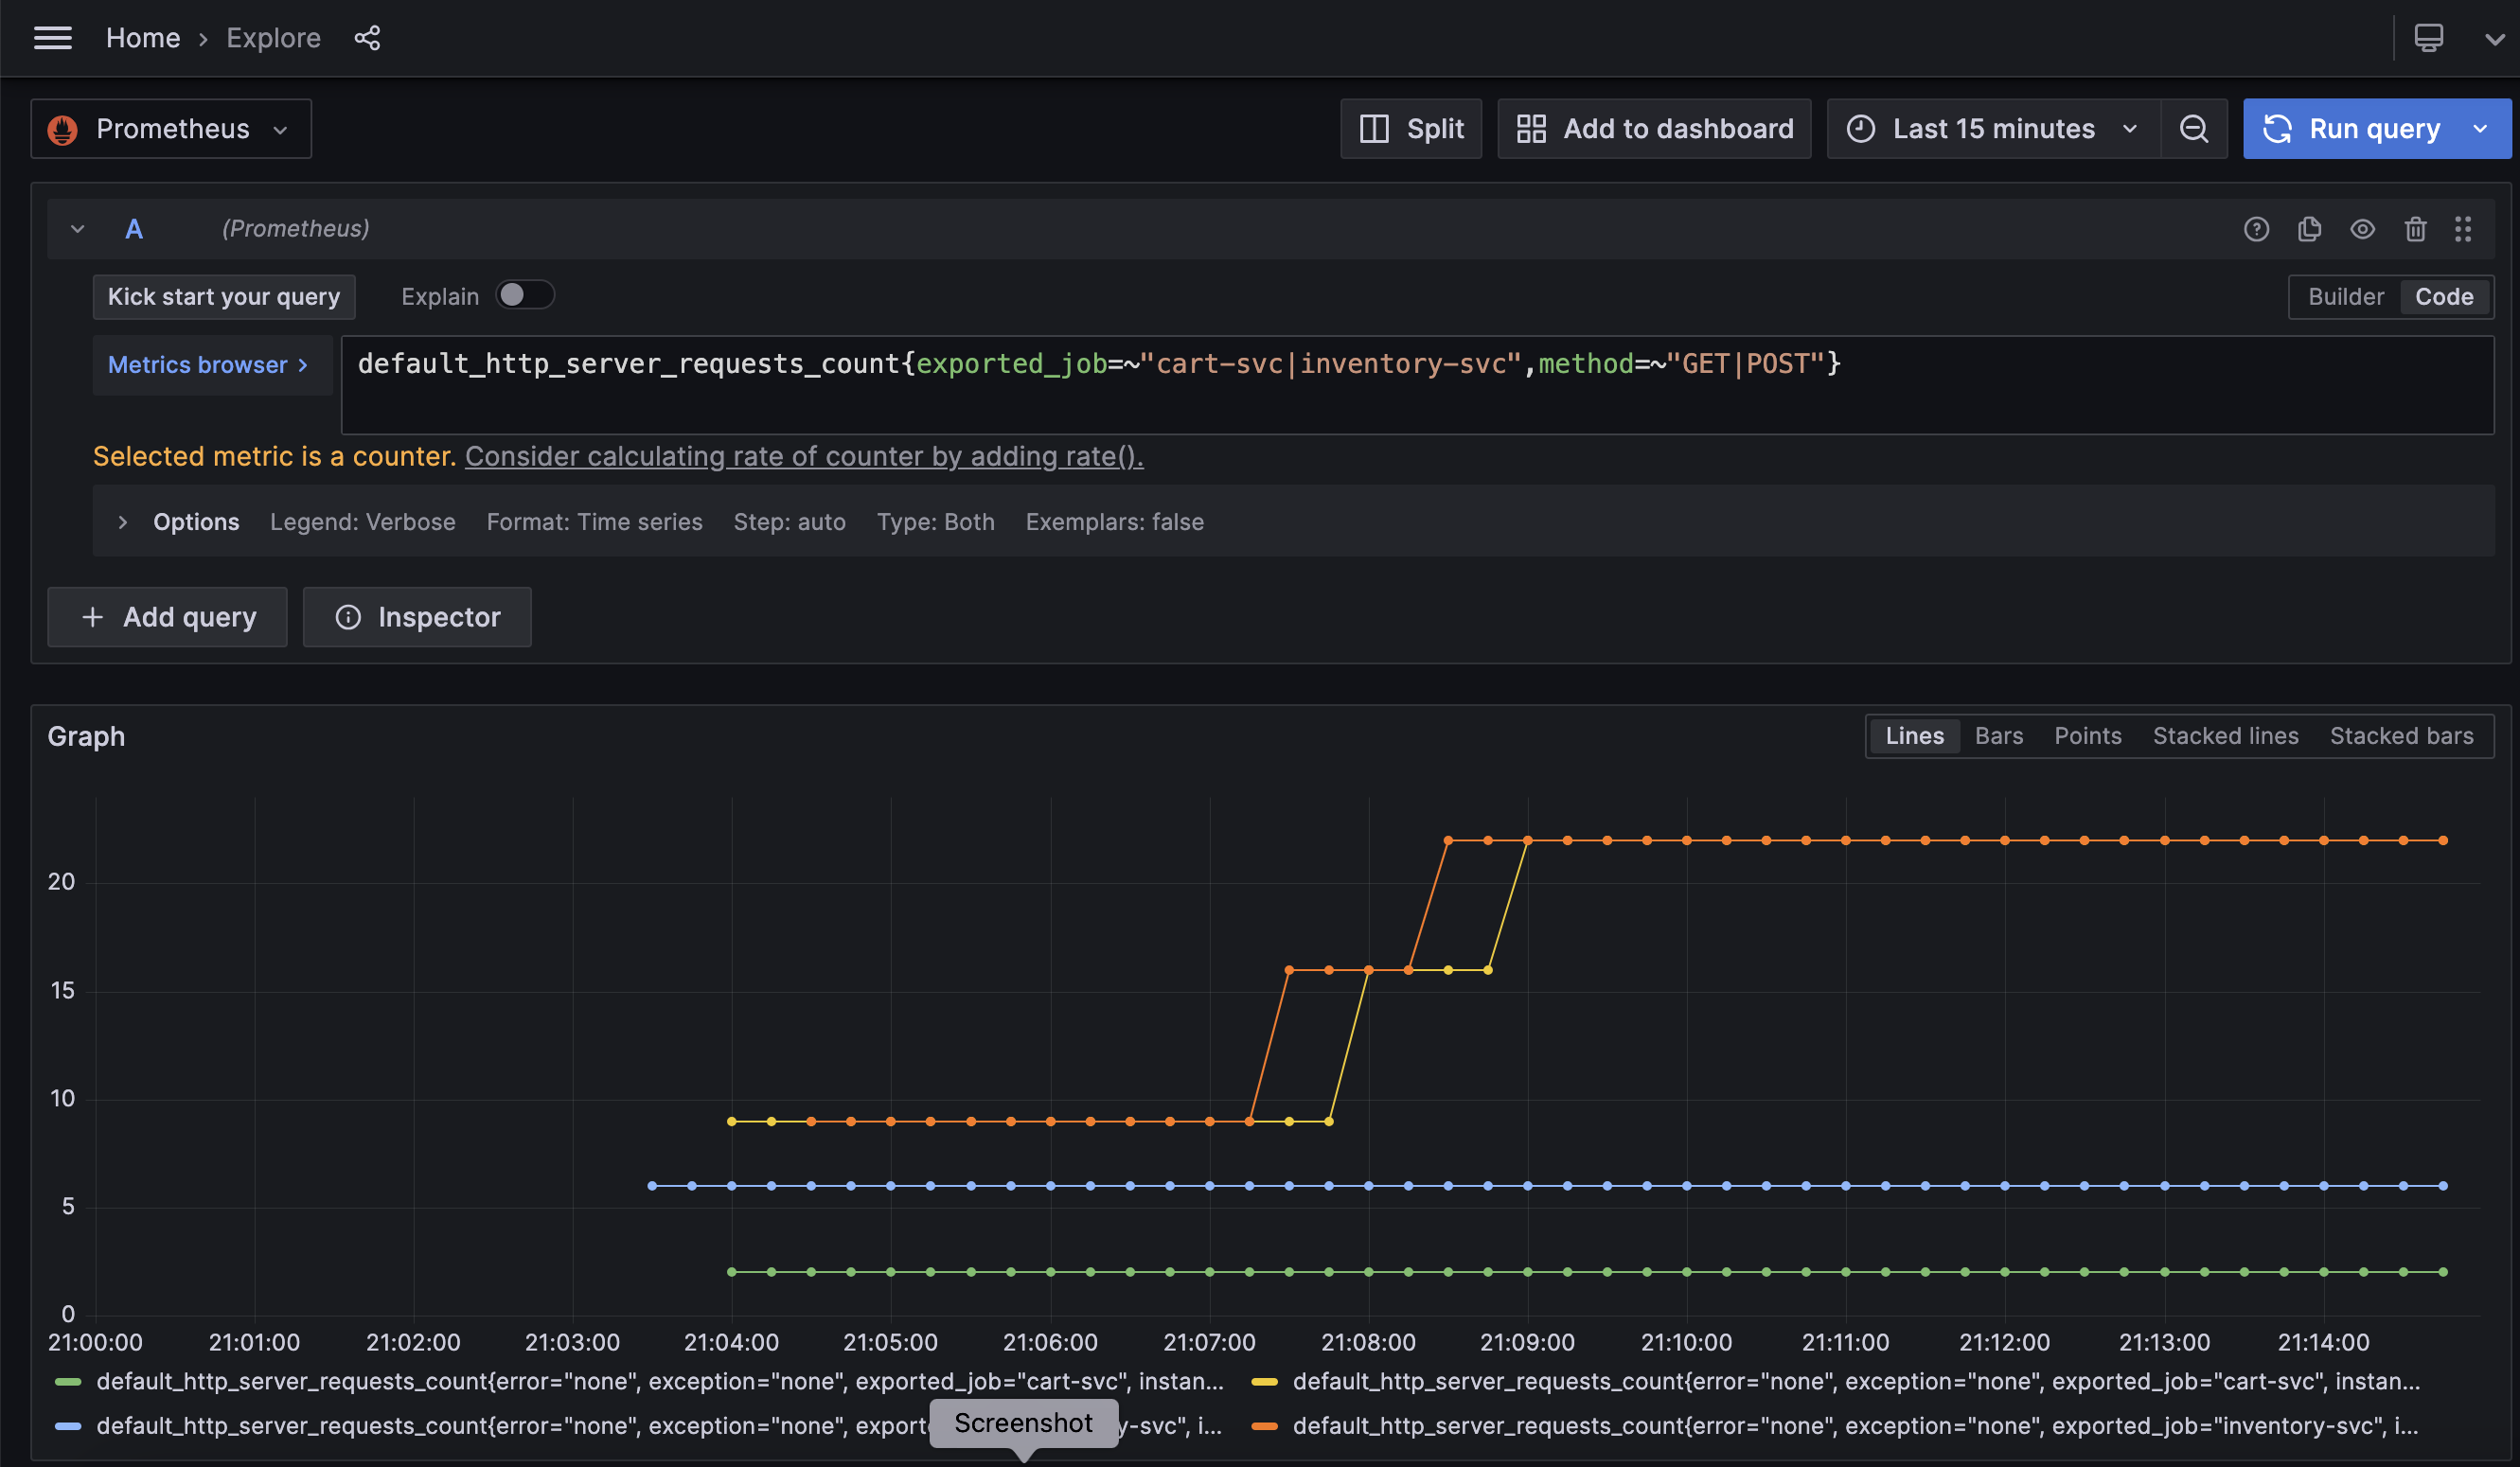 Home › Explore
Prometheus
Split
Add to dashboard
Last 15 minutes
Run query
A (Prometheus)
Kick start your query
Explain
Builder
Code
Metrics browser ›
default_http_server_requests_count{exported_job=~"cart-svc|inventory-svc",method=~"GET|POST"}
Selected metric is a counter. Consider calculating rate of counter by adding rate().
Options Legend: Verbose Format: Time series Step: auto Type: Both Exemplars: false
+ Add query
Inspector
Graph
Lines Bars Points Stacked lines Stacked bars
20
15
10
5
0
21:00:00 21:01:00 21:02:00 21:03:00 21:04:00 21:05:00 21:06:00 21:07:00 21:08:00 21:09:00 21:10:00 21:11:00 21:12:00 21:13:00 21:14:00
default_http_server_requests_count{error="none", exception="none", exported_job="cart-svc", instan...
default_http_server_requests_count{error="none", exception="none", exported_job="cart-svc", instan...
default_http_server_requests_count{error="none", exception="none", y-svc", i...
Screenshot
default_http_server_requests_count{error="none", exception="none", exported_job="inventory-svc", i...